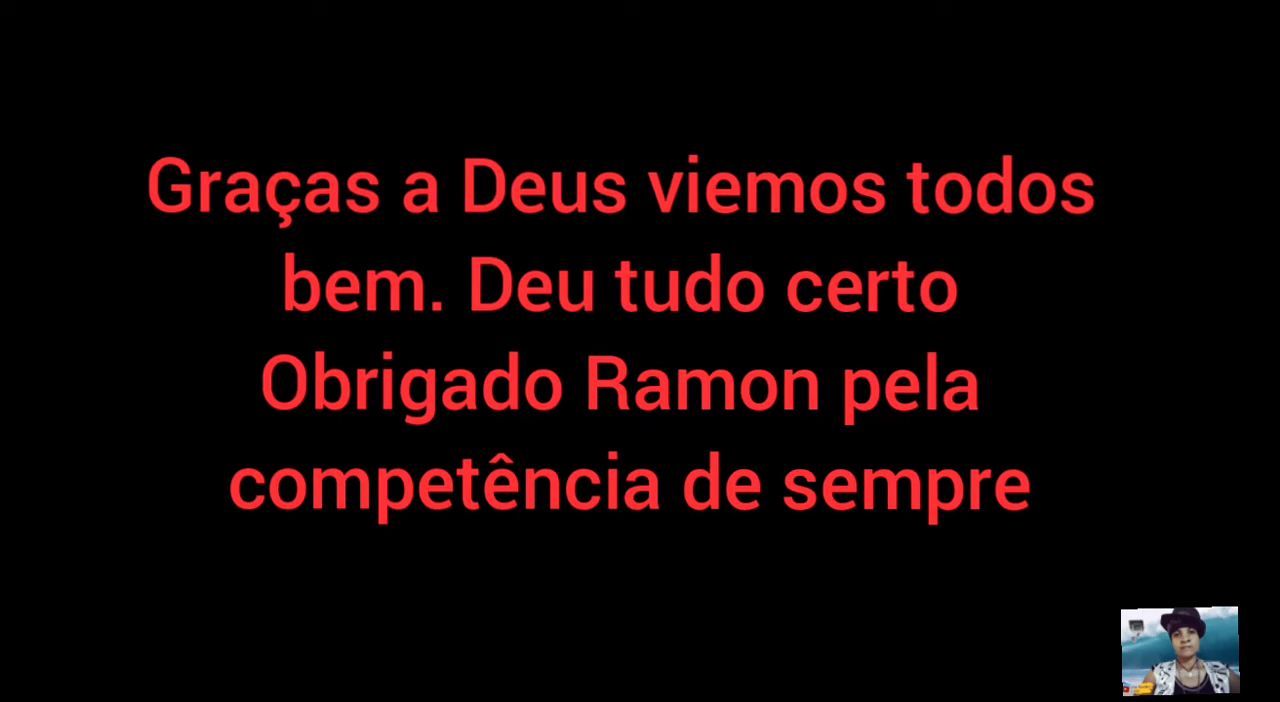 Graças a Deus viemos todos
bem. Deu tudo certo
Obrigado Ramon pela
competência de sempre